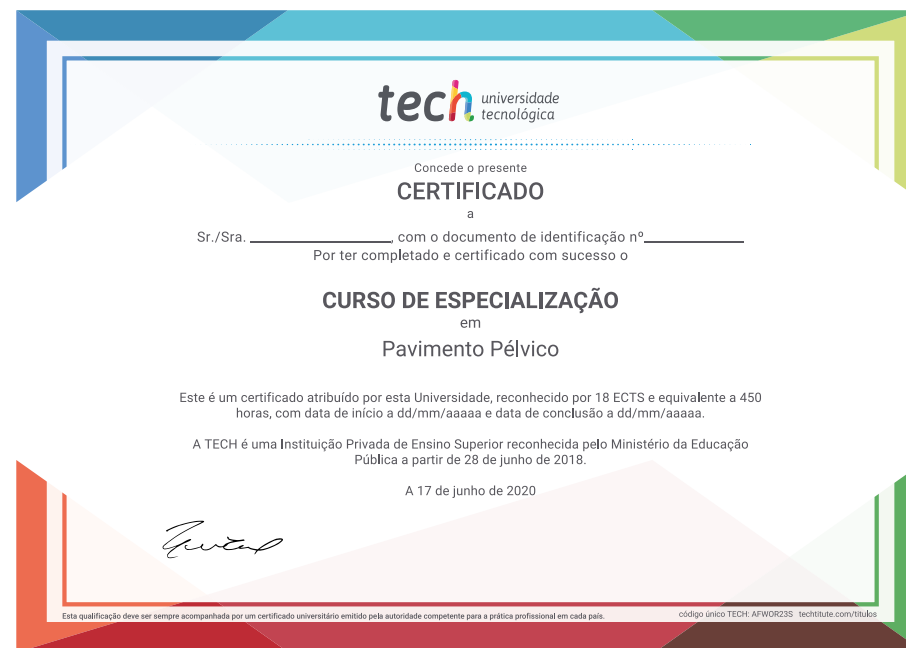 tech universidade
tecnológica
Concede o presente
CERTIFICADO
a
Sr./Sra. ____________________, com o documento de identificação nº______________
Por ter completado e certificado com sucesso o
CURSO DE ESPECIALIZAÇÃO
em
Pavimento Pélvico
Este é um certificado atribuído por esta Universidade, reconhecido por 18 ECTS e equivalente a 450
horas, com data de início a dd/mm/aaaaa e data de conclusão a dd/mm/aaaaa.
A TECH é uma Instituição Privada de Ensino Superior reconhecida pelo Ministério da Educação
Pública a partir de 28 de junho de 2018.
A 17 de junho de 2020
Esta qualificação deve ser sempre acompanhada por um certificado universitário emitido pela autoridade competente para a prática profissional em cada país.
código único TECH: AFWOR23S techtitute.com/titulos